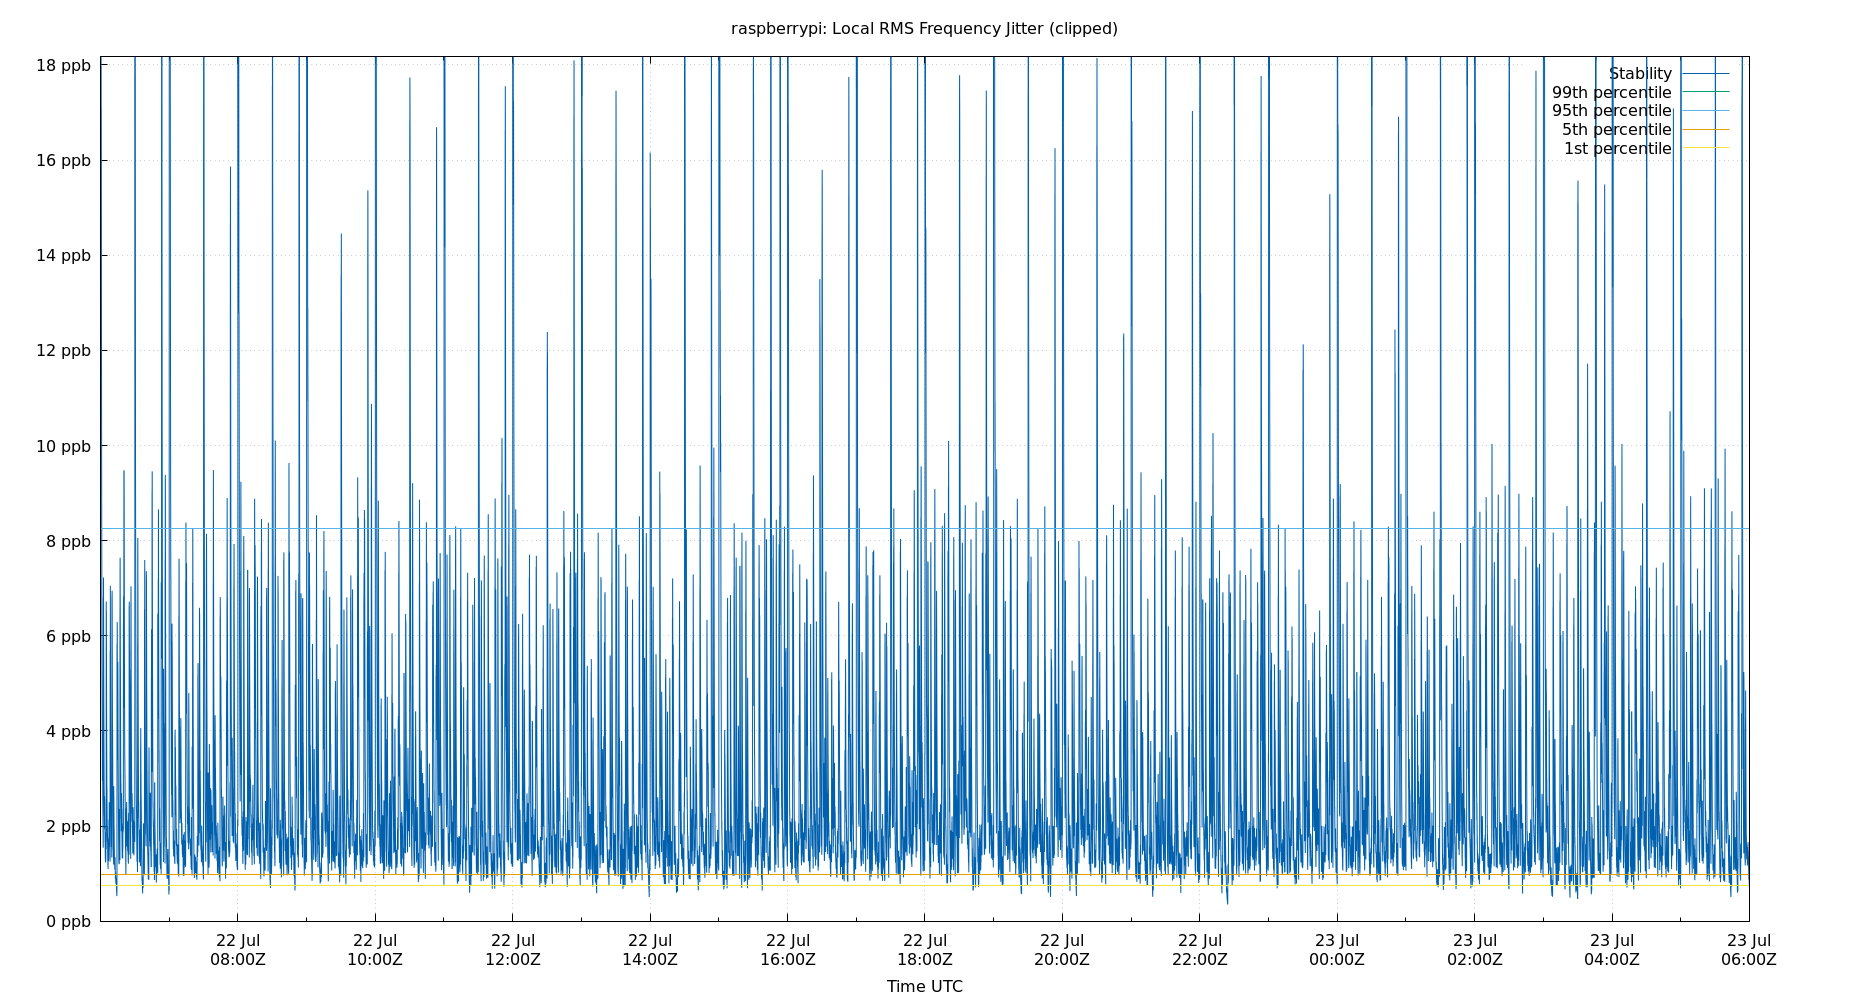 raspberrypi: Local RMS Frequency Jitter (clipped)
18 ppb
16 ppb
14 ppb
12 ppb
10 ppb
8 ppb
6 ppb
4 ppb
2 ppb
0 ppb
Stability
99th percentile
95th percentile
5th percentile
1st percentile
22 Jul
08:00Z
22 Jul
10:00Z
22 Jul
12:00Z
22 Jul
14:00Z
22 Jul
16:00Z
22 Jul
18:00Z
22 Jul
20:00Z
22 Jul
22:00Z
23 Jul
00:00Z
23 Jul
02:00Z
23 Jul
04:00Z
23 Jul
06:00Z
Time UTC